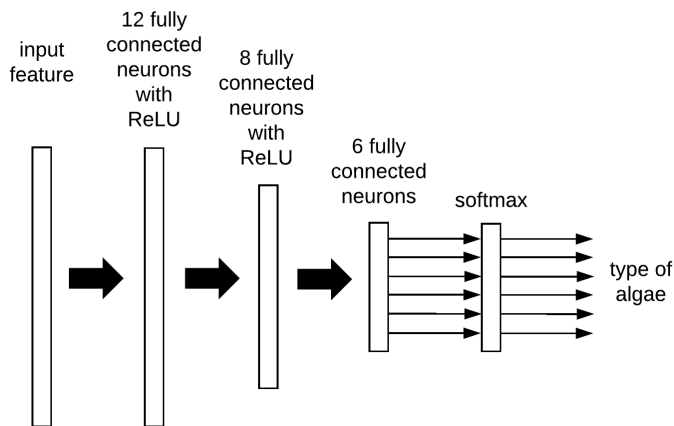 input
feature
12 fully
connected
neurons
with
ReLU
8 fully
connected
neurons
with
ReLU
6 fully
connected
neurons
softmax
type of
algae